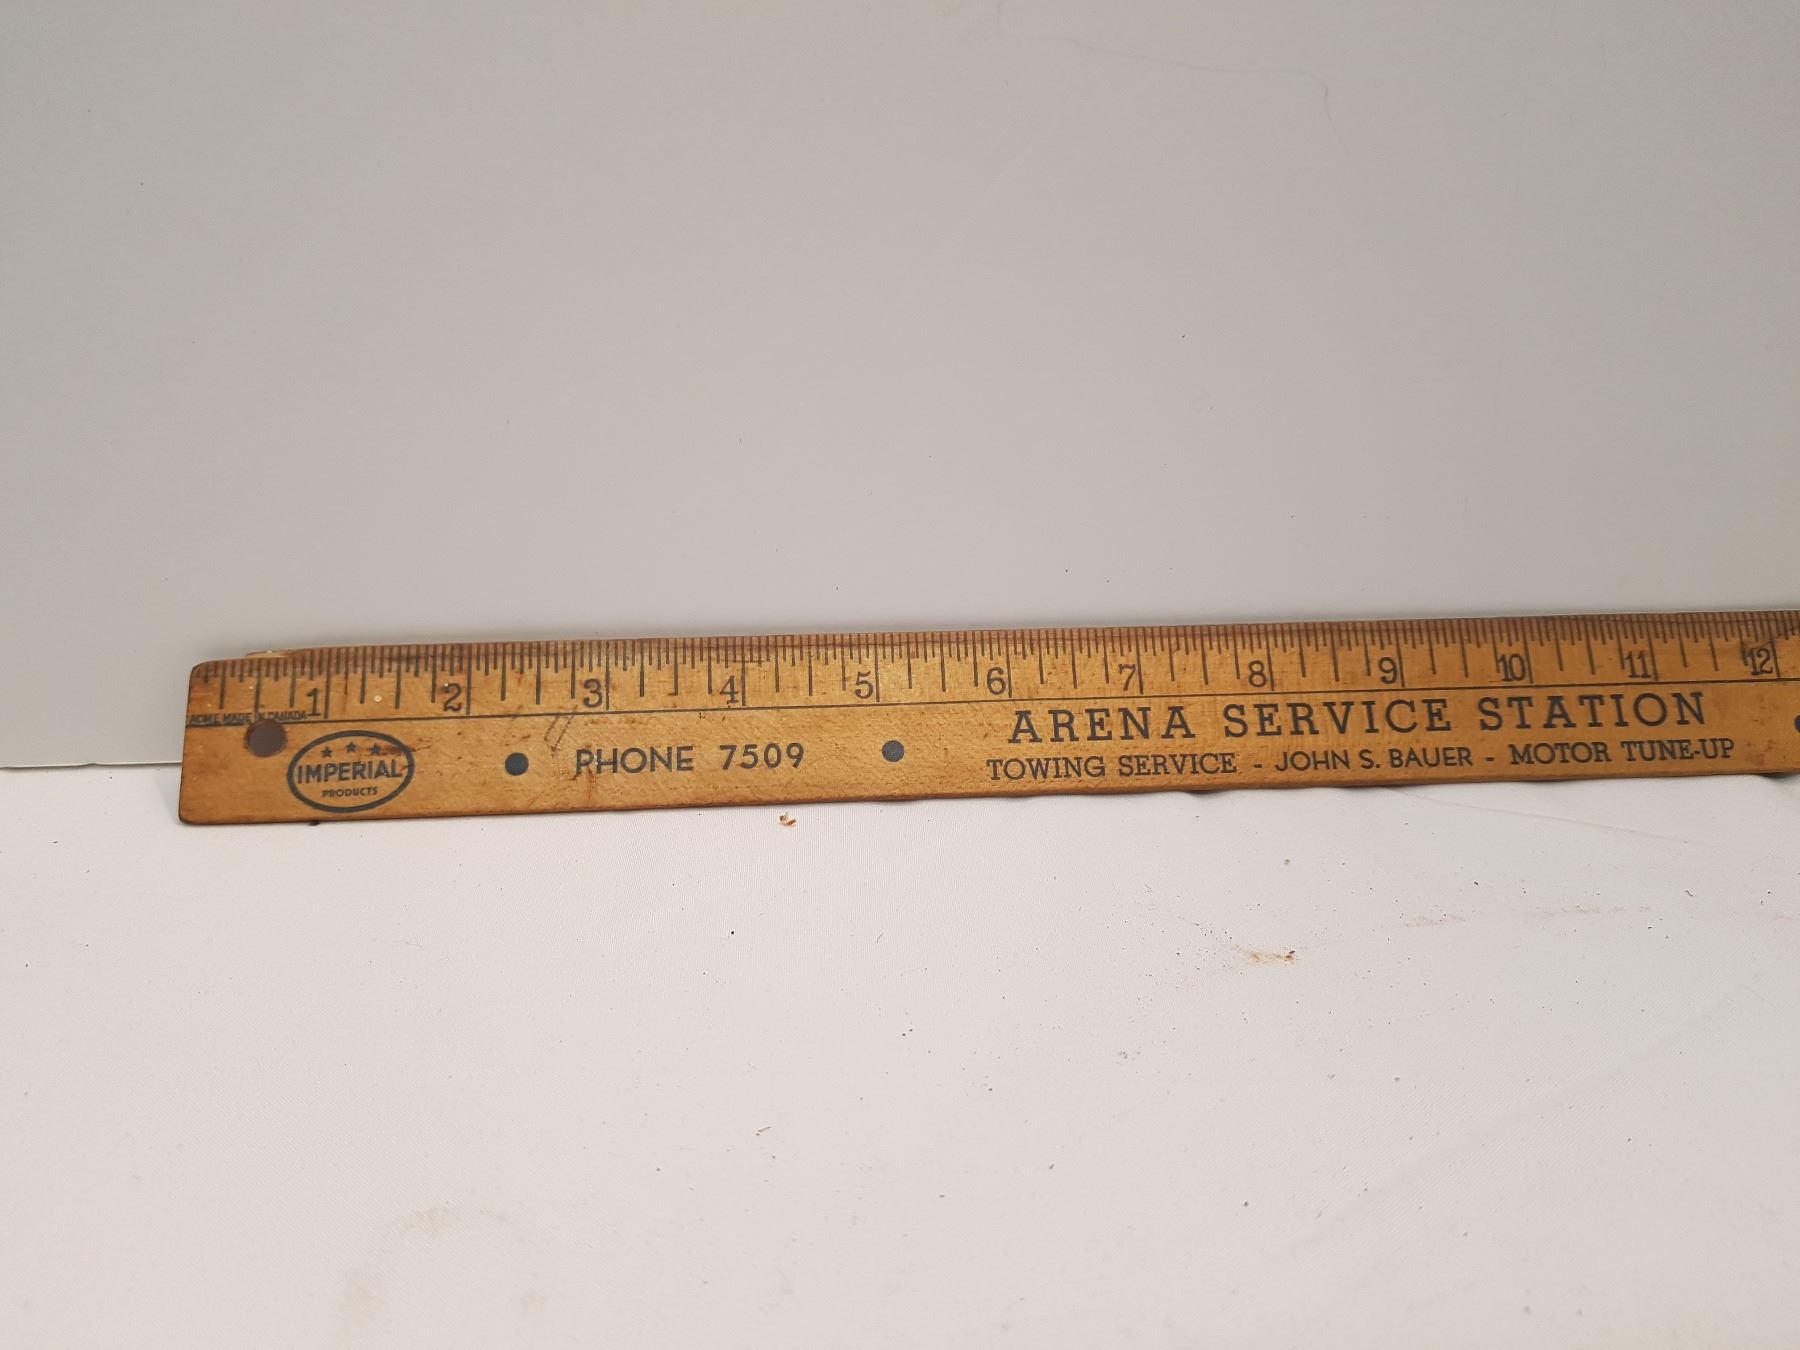 1 2 3 4 5 6 7 8 9 10 11 12
ACME MADE IN CANADA
IMPERIAL
PRODUCTS
PHONE 7509
ARENA SERVICE STATION
TOWING SERVICE - JOHN S. BAUER - MOTOR TUNE-UP